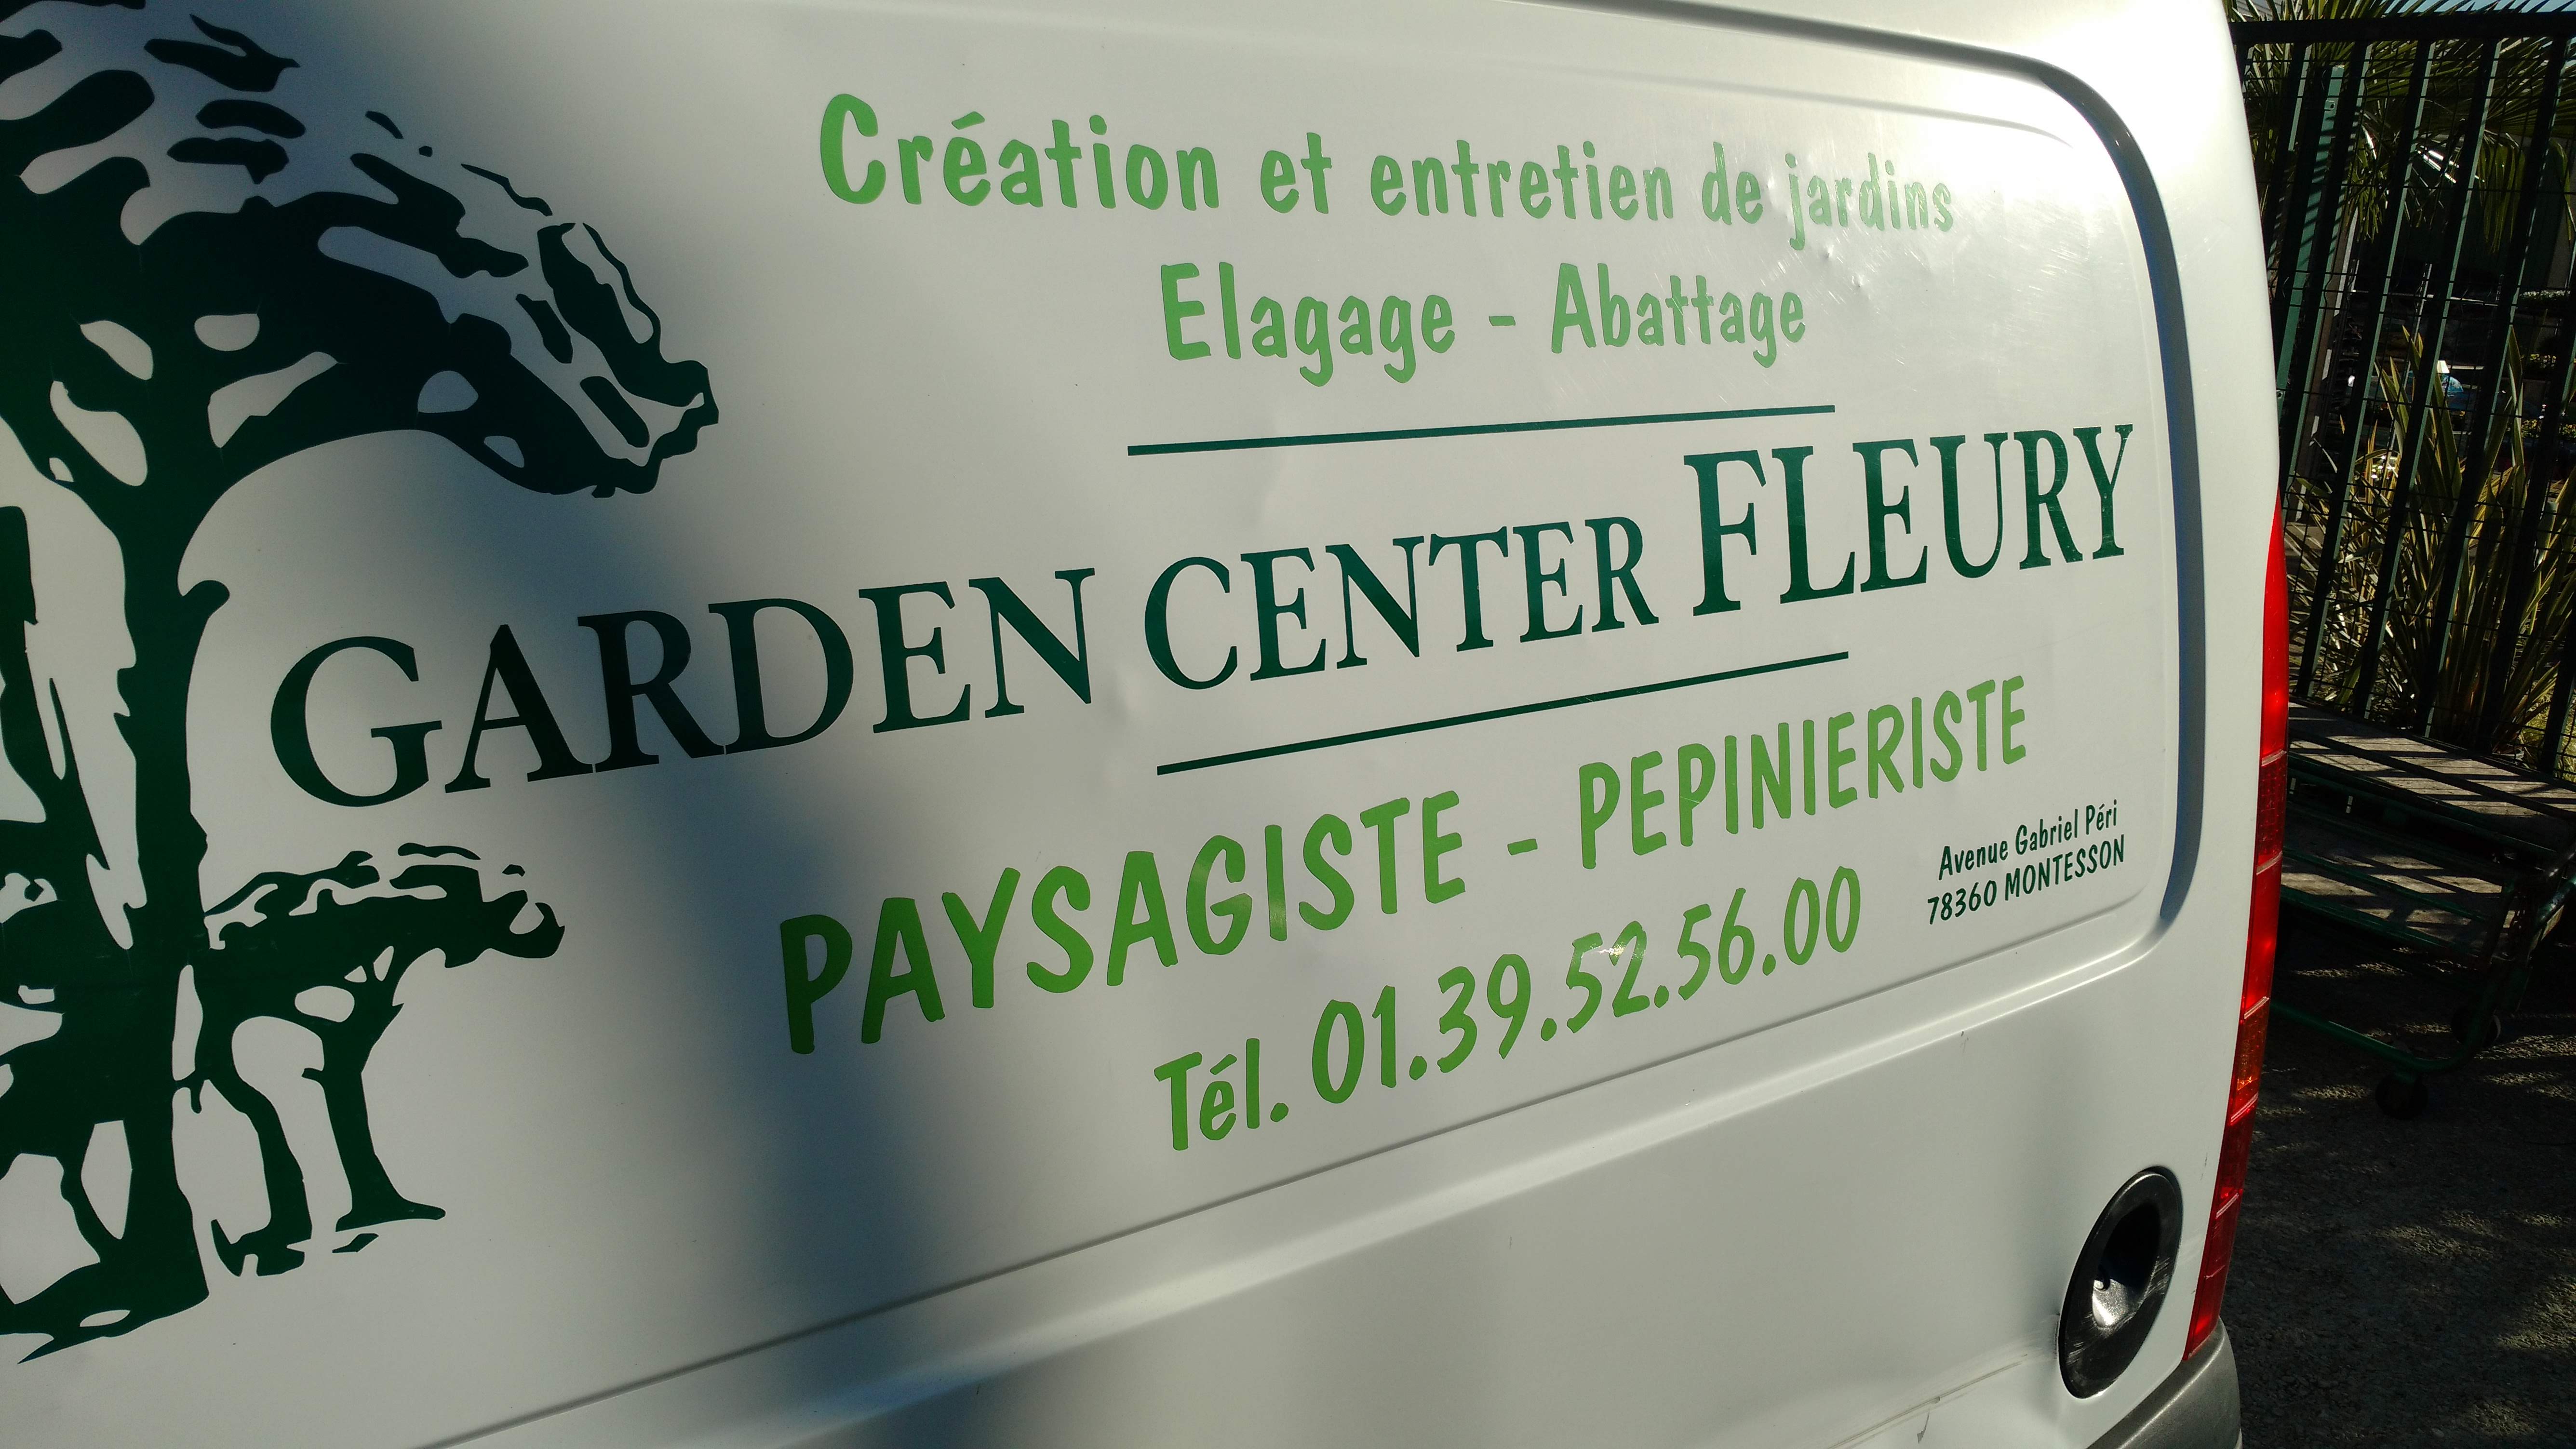 Création et entretien de jardins
Elagage - Abattage
GARDEN CENTER FLEURY
PAYSAGISTE - PEPINIERISTE
Tél. 01.39.52.56.00
Avenue Gabriel Péri
78360 MONTESSON